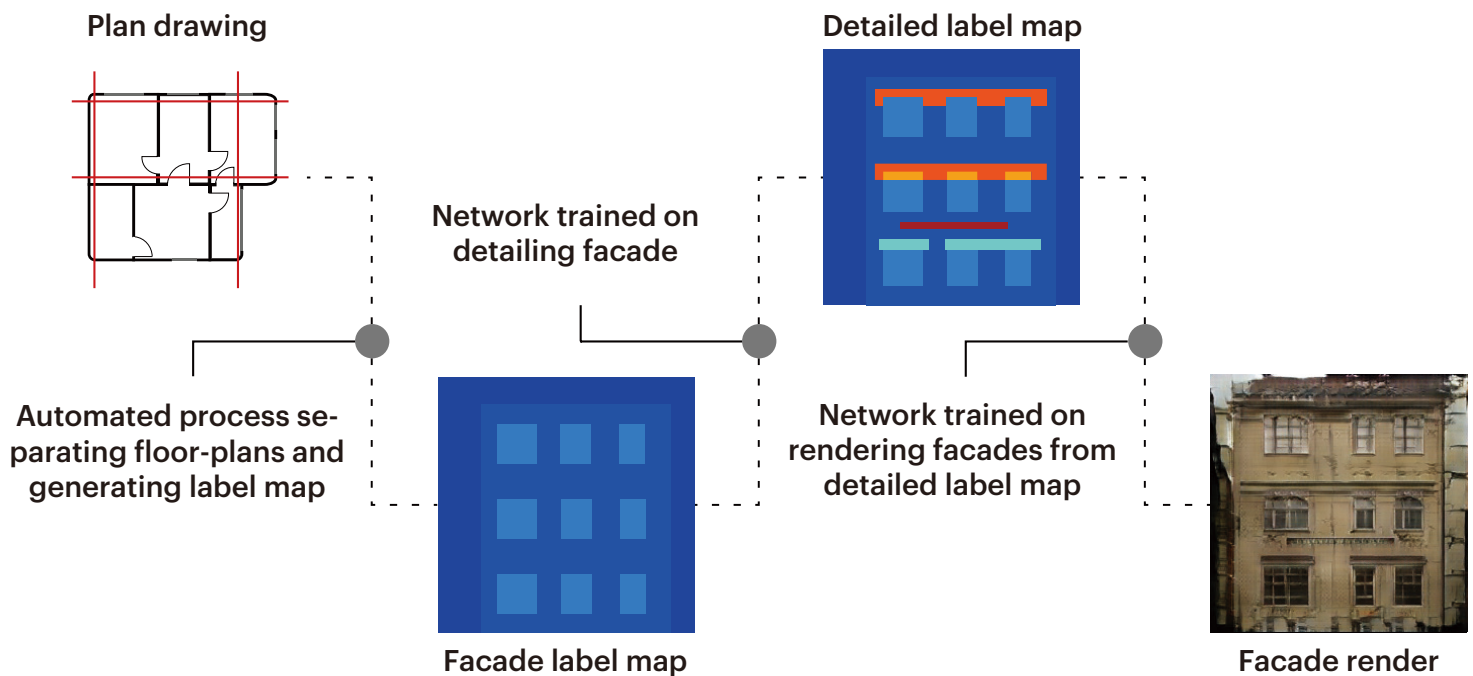 Plan drawing
Detailed label map
Network trained on
detailing facade
Automated process se-
parating floor-plans and
generating label map
Network trained on
rendering facades from
detailed label map
Facade label map
Facade render